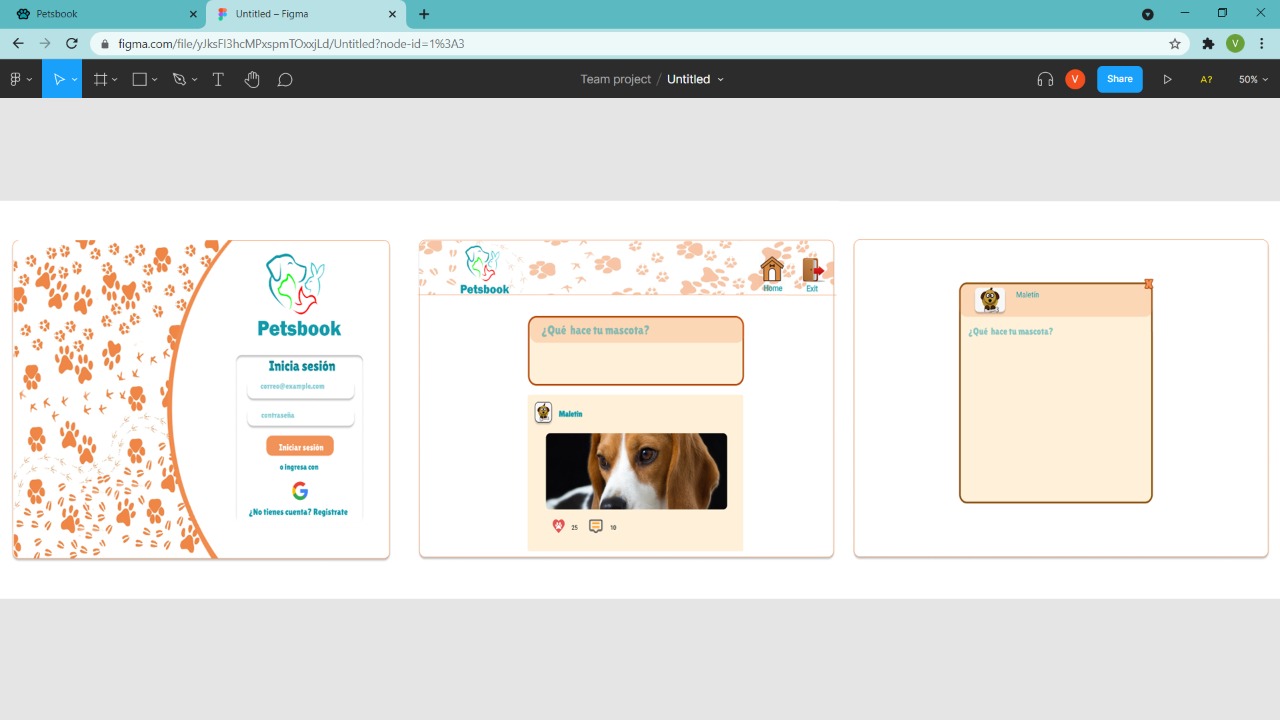 Petsbook
Untitled – Figma
figma.com/file/yJksFI3hcMPxspmTOxxjLd/Untitled?node-id=1%3A3
V
Team project / Untitled
V
Share
A?
50%
Petsbook
Inicia sesión
correo@example.com
contraseña
Iniciar sesión
o ingresa con
¿No tienes cuenta? Registrate
Petsbook
Home
Exit
¿Qué hace tu mascota?
Maletín
25
10
Maletín
¿Qué hace tu mascota?